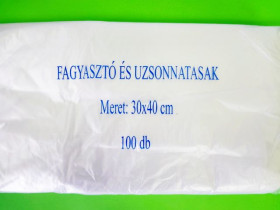 FAGYASZTÓ ÉS UZSONNATASAK
Meret: 30x40 cm
100 db